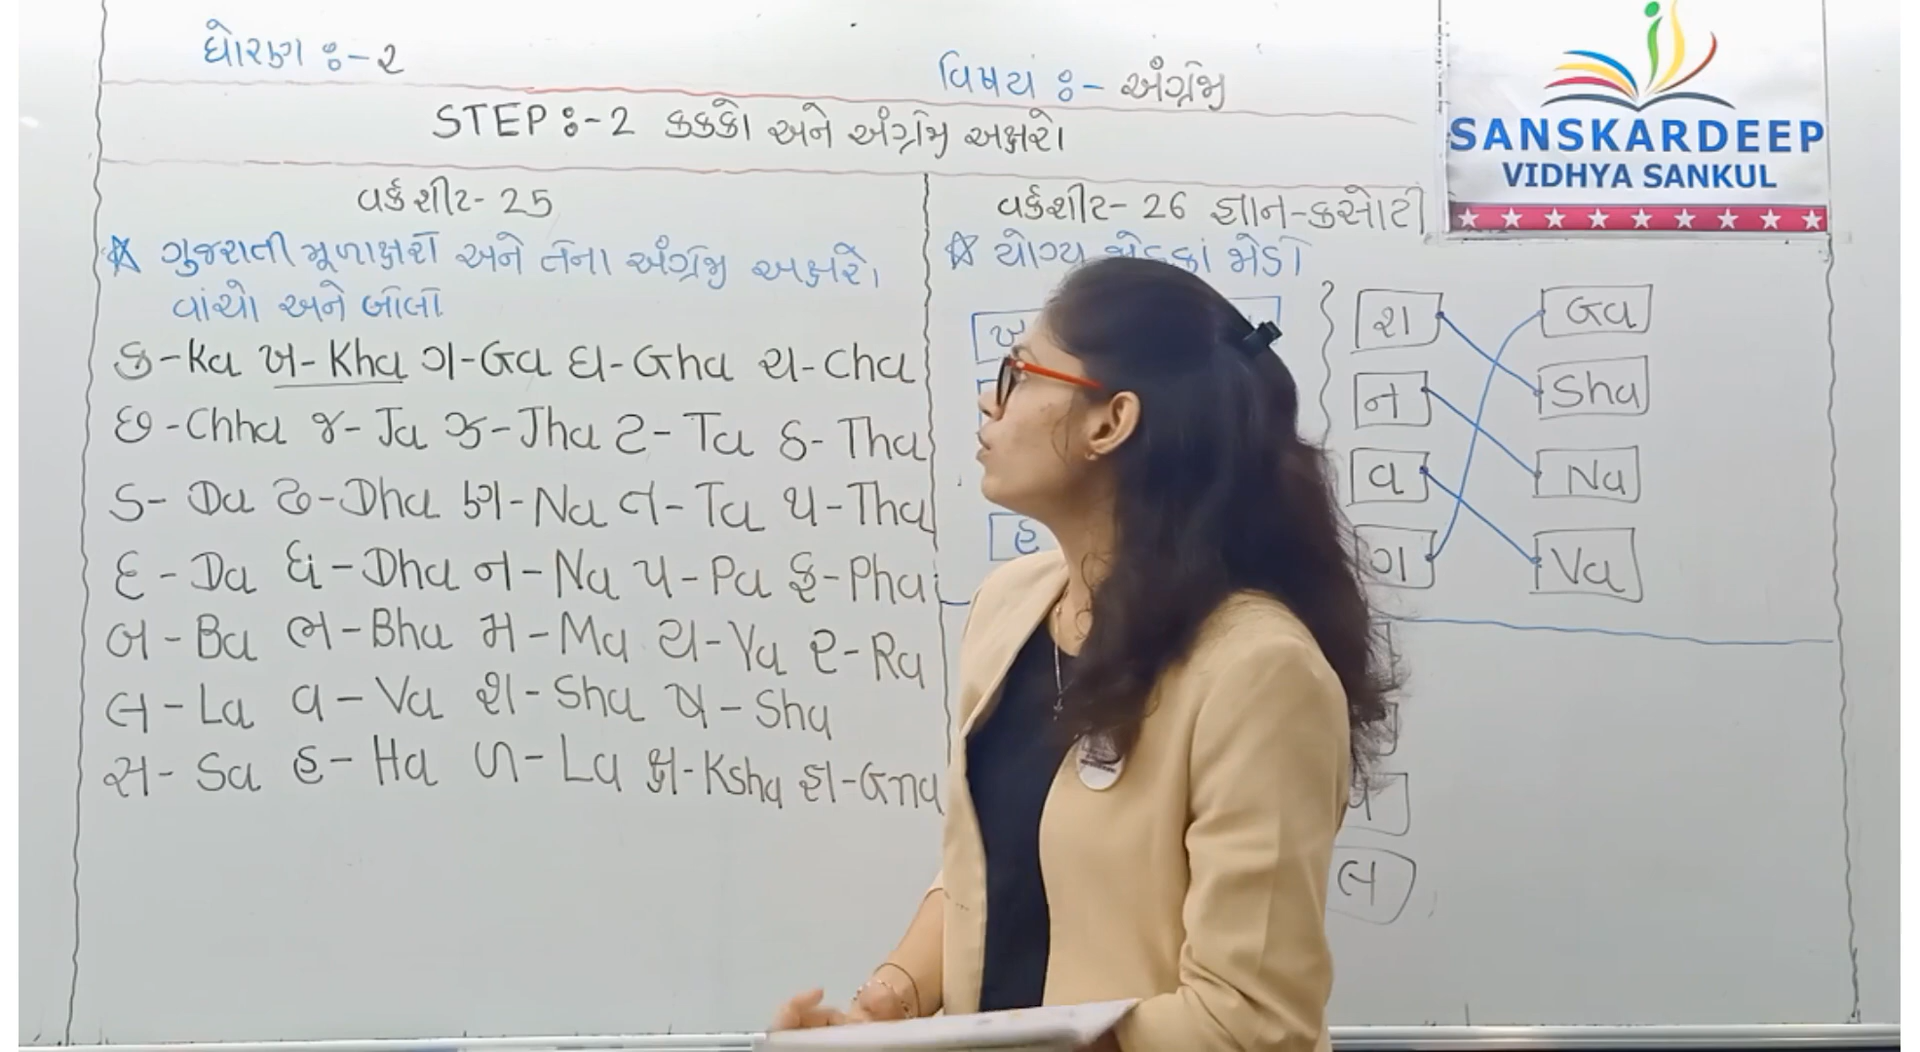 ધોરણ :- ૨
વિષય :- અંગ્રેજી
SANSKARDEEP
VIDHYA SANKUL
STEP :- 2 કક્કો અને અંગ્રેજી અક્ષરો
વર્કશીટ - 25
ગુજરાતી મૂળાક્ષરો અને તેના અંગ્રેજી અક્ષરો
વાંચો અને બોલો
ક - Ka ખ - Kha ગ - Ga ઘ - Gha ચ - Cha
છ - Chha જ - Ja ઝ - Jha ટ - Ta ઠ - Tha
ડ - Da ઢ - Dha ણ - Na ત - Ta થ - Tha
દ - Da ધ - Dha ન - Na પ - Pa ફ - Pha
બ - Ba ભ - Bha મ - Ma ય - Ya ર - Ra
લ - La વ - Va શ - Sha ષ - Sha
સ - Sa હ - Ha ળ - La ક્ષ - Ksha જ્ઞ - Gna
વર્કશીટ - 26 જ્ઞાન-કસોટી
યોગ્ય જોડકાં જોડો
ખ
હ
શ Ga
ન Sha
વ Na
ગ Va
લ